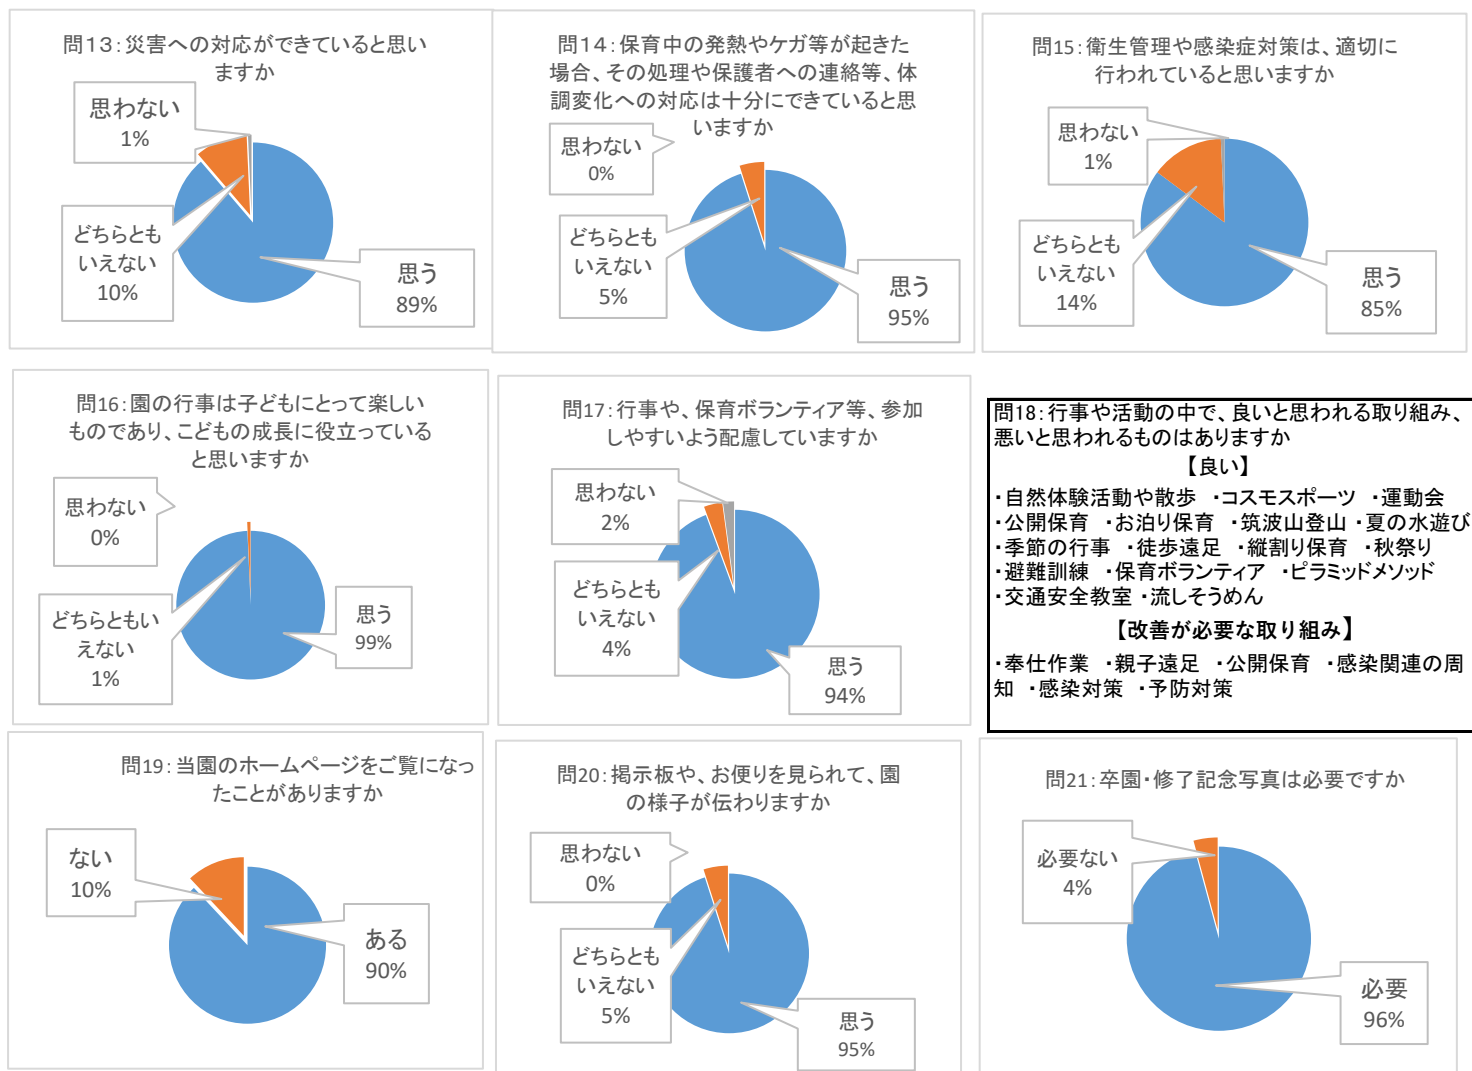 問13：災害への対応ができていると思い
ますか
思わない
1%
どちらとも
いえない
10%
思う
89%
問14：保育中の発熱やケガ等が起きた
場合、その処理や保護者への連絡等、体
調変化への対応は十分にできていると思
いますか
思わない
0%
どちらとも
いえない
5%
思う
95%
問15：衛生管理や感染症対策は、適切に
行われていると思いますか
思わない
1%
どちらとも
いえない
14%
思う
85%
問16：園の行事は子どもにとって楽しい
ものであり、こどもの成長に役立っている
と思いますか
思わない
0%
どちらともい
えない
1%
思う
99%
問17：行事や、保育ボランティア等、参加
しやすいよう配慮していますか
思わない
2%
どちらとも
いえない
4%
思う
94%
問18：行事や活動の中で、良いと思われる取り組み、
悪いと思われるものはありますか
【良い】
・自然体験活動や散歩 ・コスモスポーツ ・運動会
・公開保育 ・お泊り保育 ・筑波山登山 ・夏の水遊び
・季節の行事 ・徒歩遠足 ・縦割り保育 ・秋祭り
・避難訓練 ・保育ボランティア ・ピラミッドメソッド
・交通安全教室 ・流しそうめん
【改善が必要な取り組み】
・奉仕作業 ・親子遠足 ・公開保育 ・感染関連の周
知 ・感染対策 ・予防対策
問19：当園のホームページをご覧になっ
たことがありますか
ない
10%
ある
90%
問20：掲示板や、お便りを見られて、園
の様子が伝わりますか
思わない
0%
どちらとも
いえない
5%
思う
95%
問21：卒園・修了記念写真は必要ですか
必要ない
4%
必要
96%